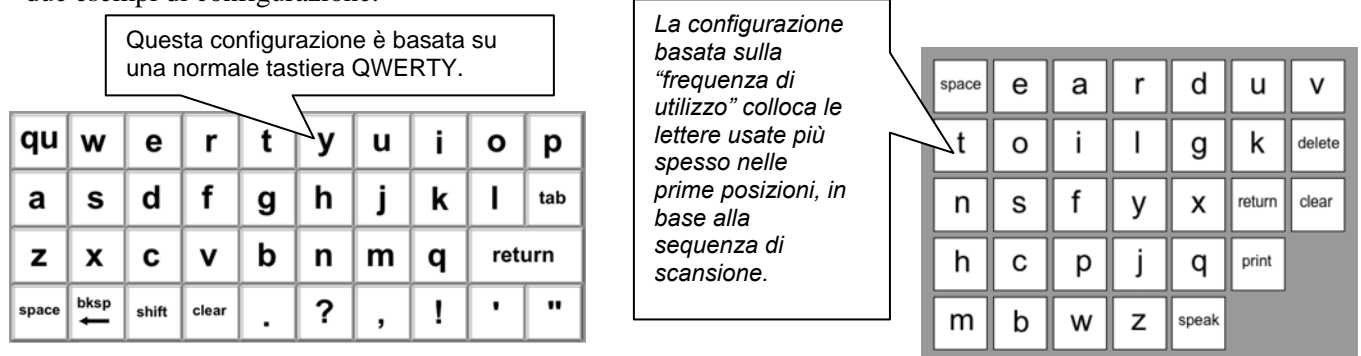 due esempi di configurazione.
Questa configurazione è basata su
una normale tastiera QWERTY.
qu w e r t y u i o p
a s d f g h j k l tab
z x c v b n m q return
space bksp ← shift clear . ? , ! ' "
La configurazione
basata sulla
“frequenza di
utilizzo” colloca le
lettere usate più
spesso nelle
prime posizioni, in
base alla
sequenza di
scansione.
space e a r d u v
t o i l g k delete
n s f y x return clear
h c p j q print
m b w z speak